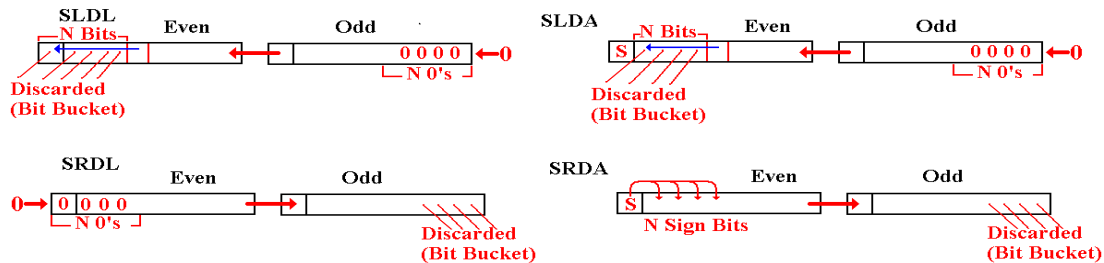 SLDL
Even
Odd
N Bits
0 0 0 0
0
N 0's
Discarded
(Bit Bucket)
SLDA
Even
Odd
N Bits
S
0 0 0 0
0
N 0's
Discarded
(Bit Bucket)
SRDL
Even
Odd
0
0 0 0 0
N 0's
Discarded
(Bit Bucket)
SRDA
Even
Odd
S
N Sign Bits
Discarded
(Bit Bucket)